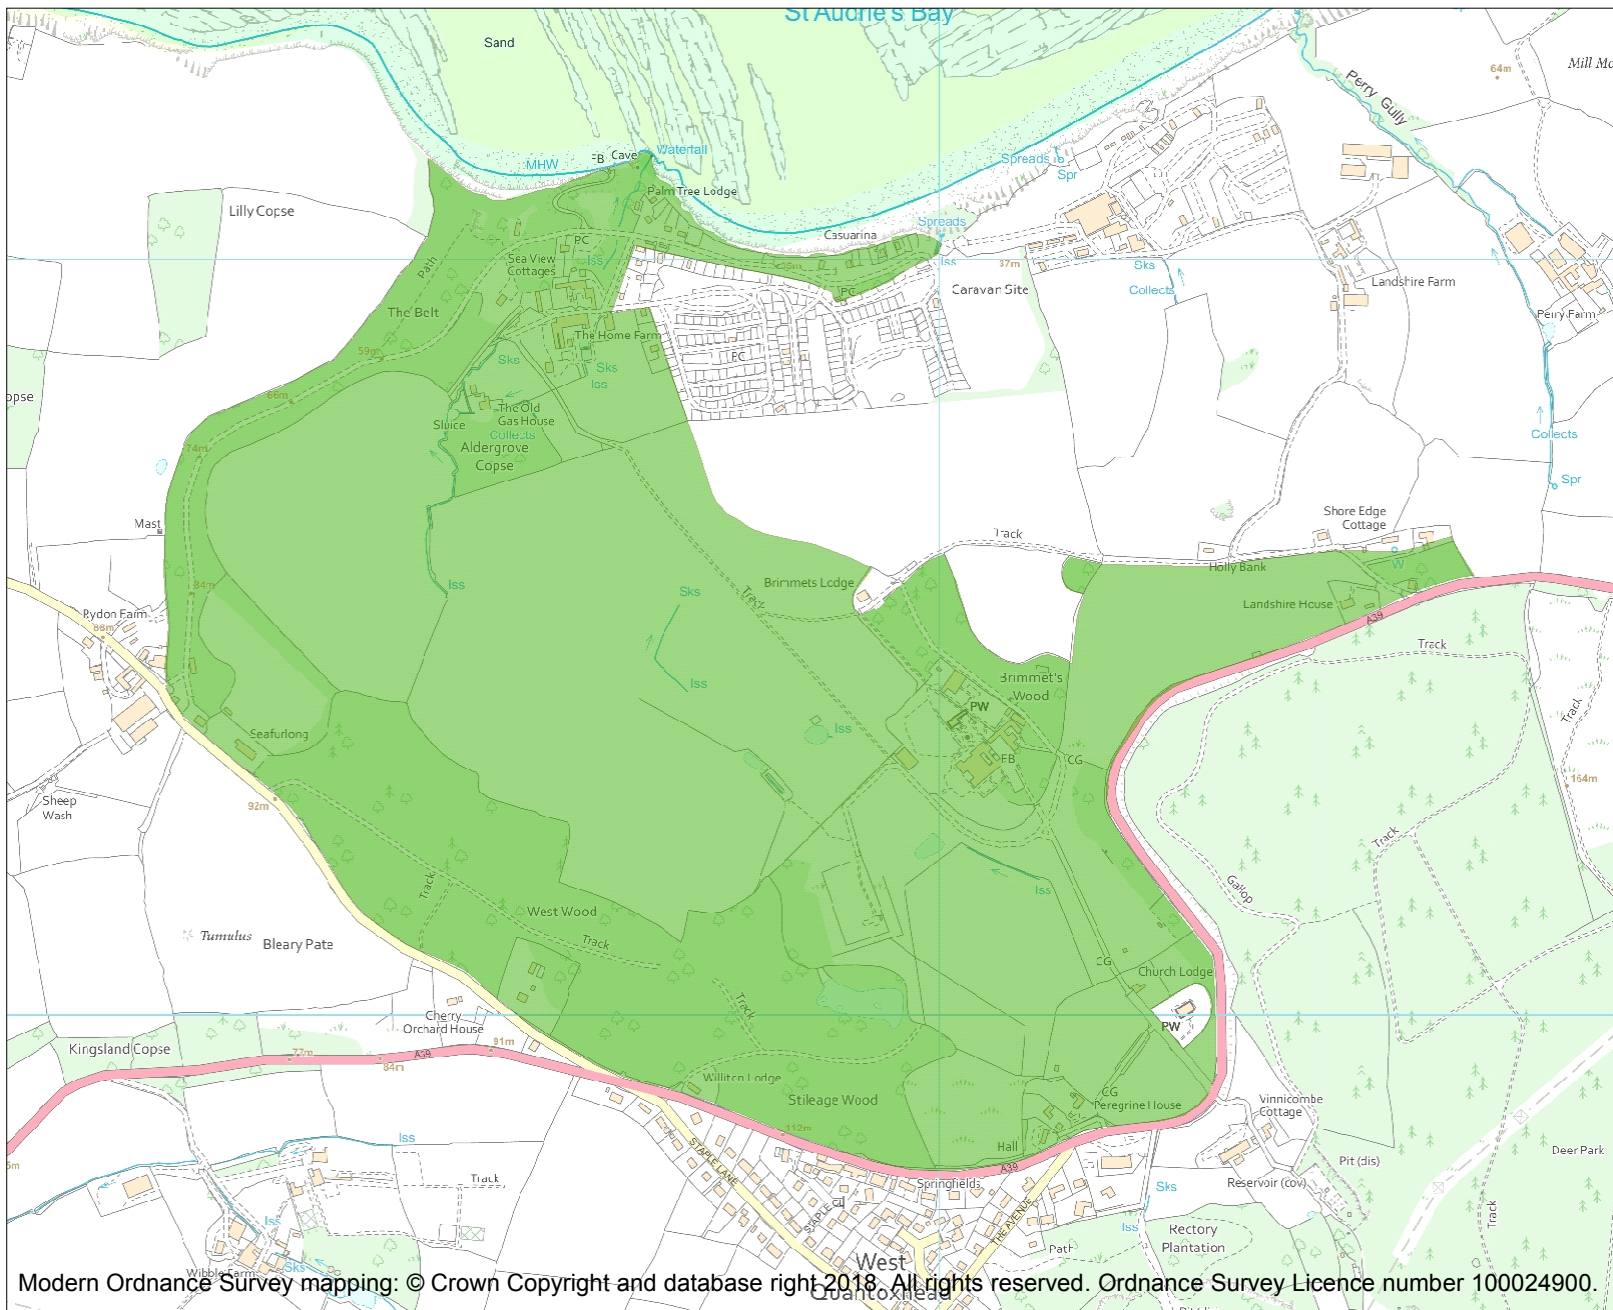 St Audrie's Bay
Sand
64m
Perry Gully
MHW
FB
Cave
Waterfall
Palm Tree Lodge
Spreads
Spr
Lilly Copse
Spreads
Casuarina
PC
Sea View
Cottages
Iss
Iss
37m
Sks
Collects
Path
Caravan Site
Landshire Farm
Perry Farm
PC
The Belt
The Home Farm
59m
PC
Sks
Sks
Iss
66m
The Old
Gas House
Sluice
Collects
Aldergrove
Copse
74m
Collects
Spr
Mast
Shore Edge
Cottage
Track
84m
Iss
Brimmets Lodge
Holly Bank
W
Sks
Track
Landshire House
A39
Rydon Farm
88m
Track
Iss
Brimmet's
Wood
PW
Track
Seafurlong
Iss
FB
CG
164m
92m
Sheep
Wash
Track
Track
Gallop
Iss
West Wood
Track
Tumulus
Bleary Pate
CG
Church Lodge
Track
Cherry
Orchard House
PW
91m
Kingsland Copse
77m
A39
84m
Williton Lodge
Stileage Wood
CG
Peregrine House
Vinnicombe
Cottage
112m
Hall
Iss
STAPLE LANE
A39
Pit (dis)
Deer Park
Track
Springfields
Reservoir (cov)
Sks
STAPLE CL
THE AVENUE
Iss
Track
Iss
Rectory
Plantation
Path
West
Quantoxhead
Wibble Farm
Sks
Modern Ordnance Survey mapping: © Crown Copyright and database right 2018. All rights reserved. Ordnance Survey Licence number 100024900.